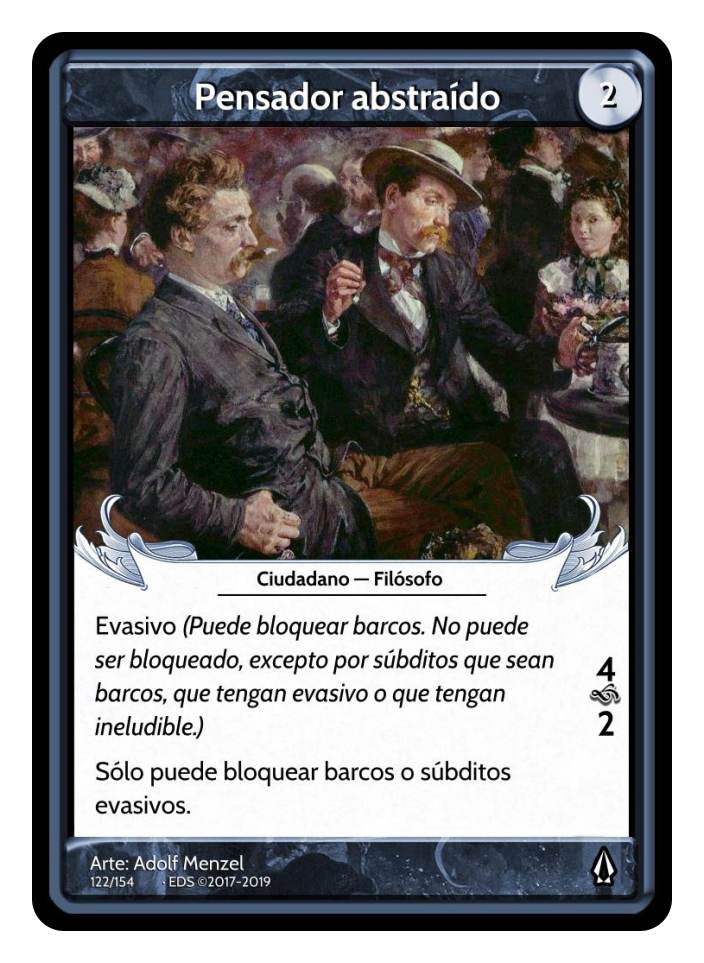 Pensador abstraído
2
Ciudadano — Filósofo
Evasivo (Puede bloquear barcos. No puede
ser bloqueado, excepto por súbditos que sean
barcos, que tengan evasivo o que tengan
ineludible.)
4
2
Sólo puede bloquear barcos o súbditos
evasivos.
Arte: Adolf Menzel
122/154 · EDS ©2017-2019